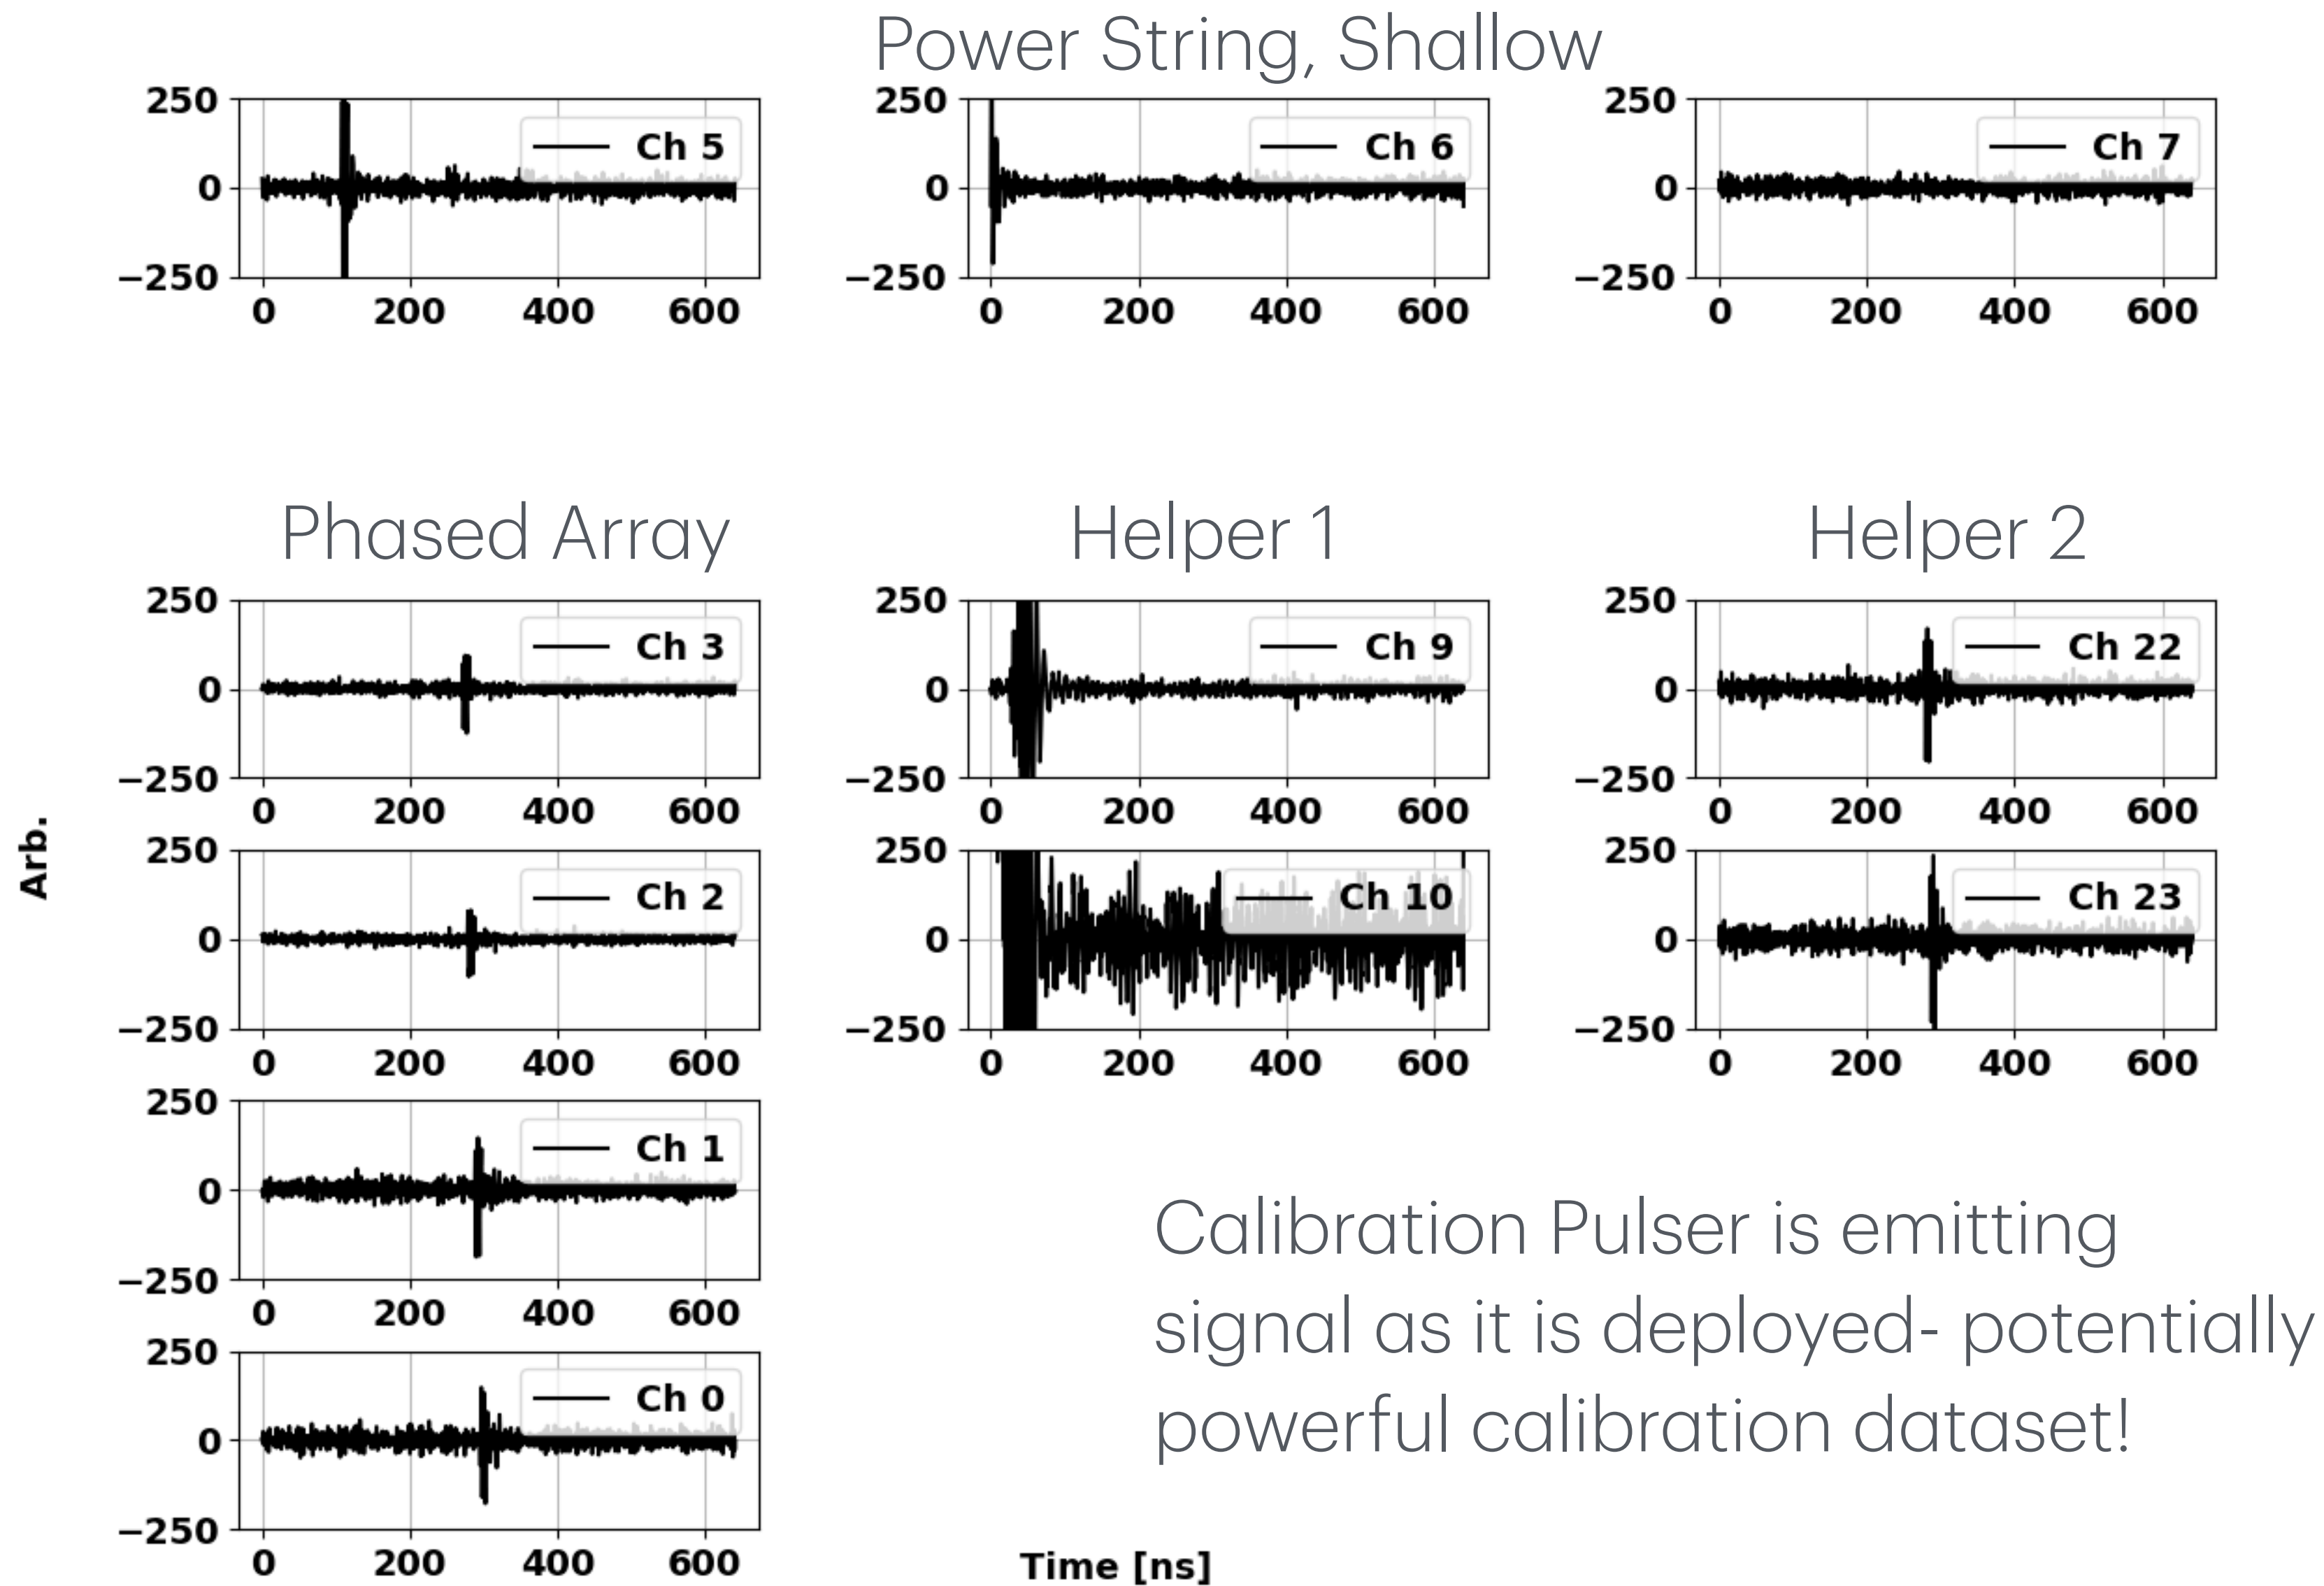 Power String, Shallow
250
0
−250
0 200 400 600
Ch 5
250
0
−250
0 200 400 600
Ch 6
250
0
−250
0 200 400 600
Ch 7
Phased Array
Helper 1
Helper 2
250
0
−250
0 200 400 600
Ch 3
250
0
−250
0 200 400 600
Ch 9
250
0
−250
0 200 400 600
Ch 22
Arb.
250
0
−250
0 200 400 600
Ch 2
250
0
−250
0 200 400 600
Ch 10
250
0
−250
0 200 400 600
Ch 23
250
0
−250
0 200 400 600
Ch 1
Calibration Pulser is emitting
signal as it is deployed- potentially
powerful calibration dataset!
250
0
−250
0 200 400 600
Ch 0
Time [ns]